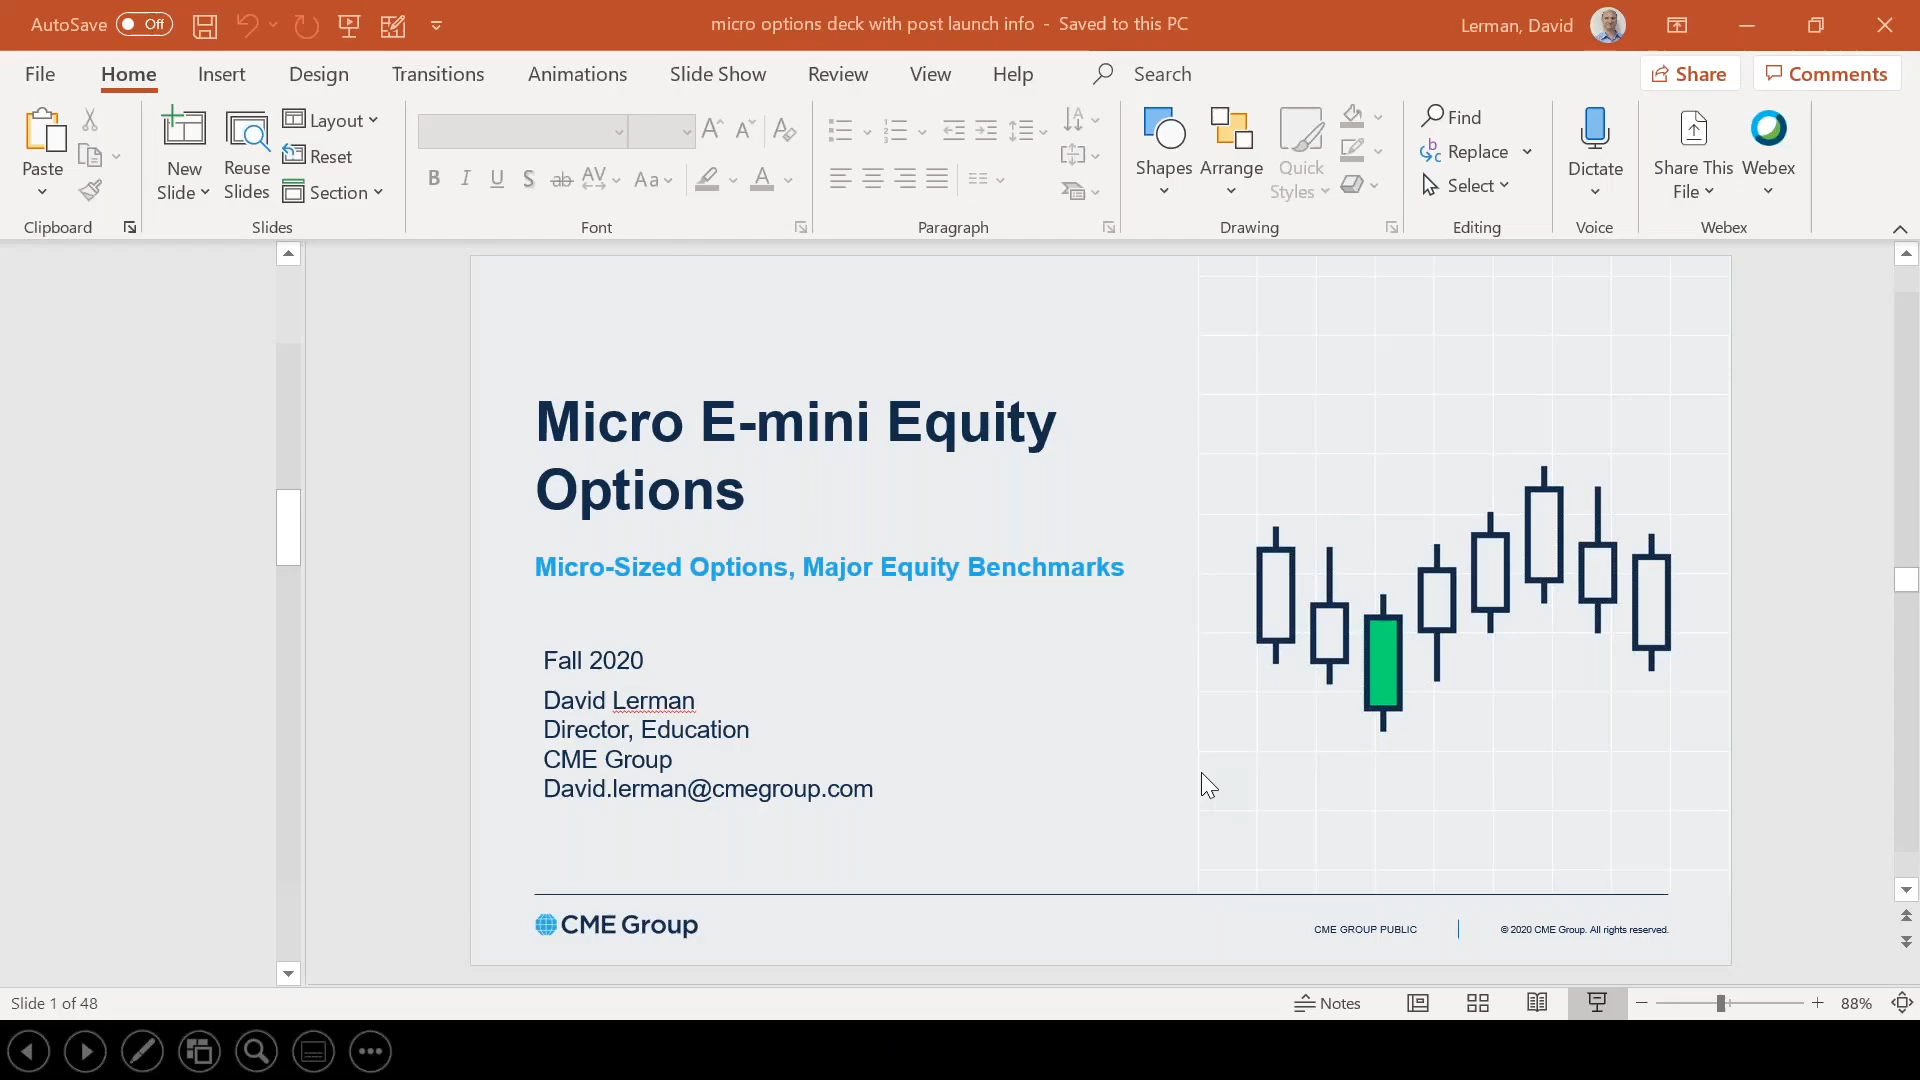 AutoSave Off
micro options deck with post launch info - Saved to this PC
Lerman, David
File Home Insert Design Transitions Animations Slide Show Review View Help Search
Share Comments
Paste
Clipboard
New
Slide
Reuse
Slides
Layout
Reset
Section
Slides
B I U S ab AV Aa A
Font
Paragraph
Shapes
Arrange
Quick
Styles
Drawing
Find
Replace
Select
Editing
Dictate
Voice
Share This
File
Webex
Webex
Micro E-mini Equity
Options
Micro-Sized Options, Major Equity Benchmarks
Fall 2020
David Lerman
Director, Education
CME Group
David.lerman@cmegroup.com
CME Group
CME GROUP PUBLIC
© 2020 CME Group. All rights reserved.
Slide 1 of 48
Notes
88%